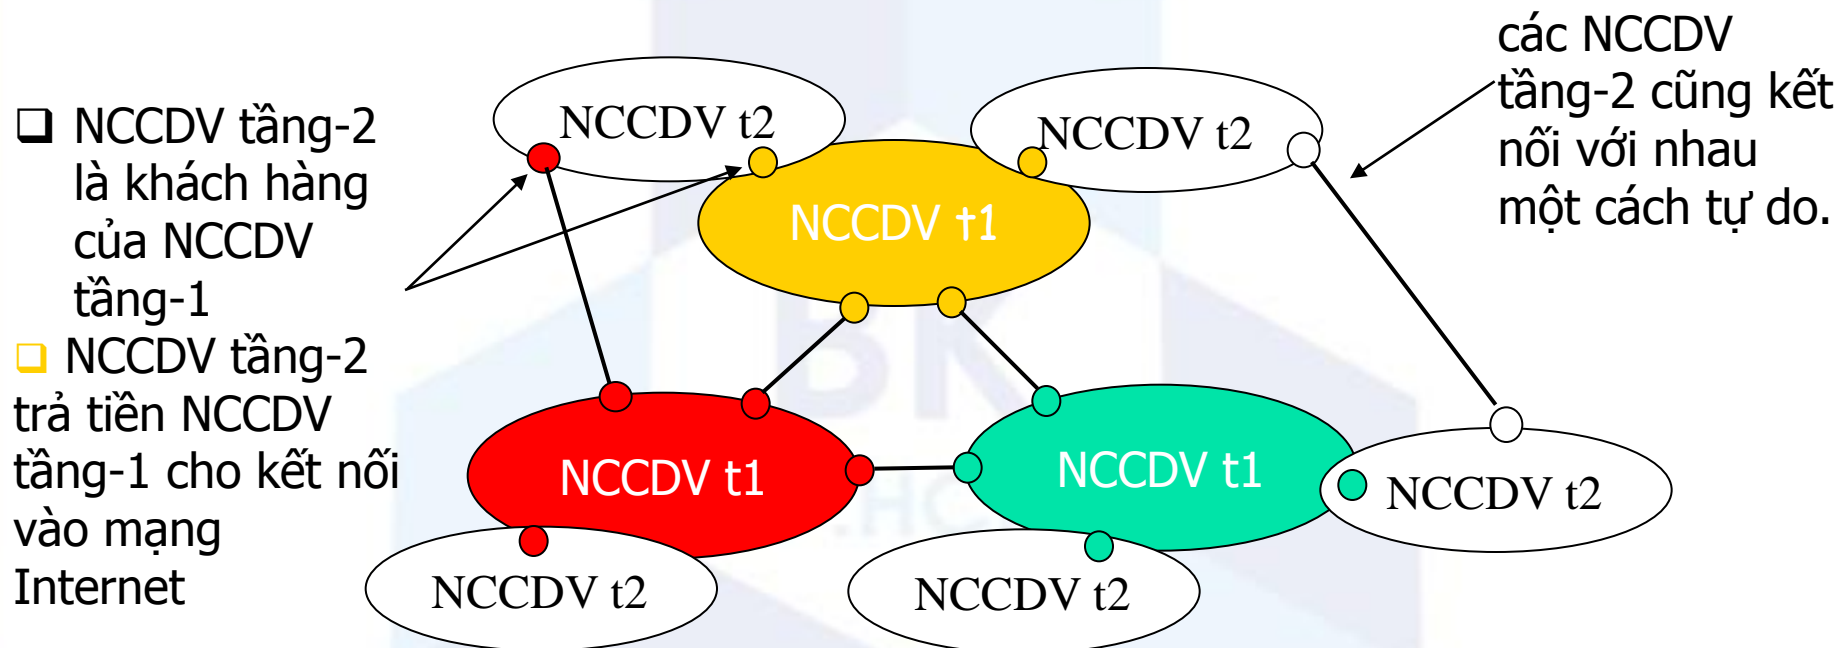 NCCDV tầng-2
là khách hàng
của NCCDV
tầng-1
NCCDV tầng-2
trả tiền NCCDV
tầng-1 cho kết nối
vào mạng
Internet
NCCDV t2
NCCDV t2
các NCCDV
tầng-2 cũng kết
nối với nhau
một cách tự do.
NCCDV t1
NCCDV t1
NCCDV t1
NCCDV t2
NCCDV t2
NCCDV t2
BK